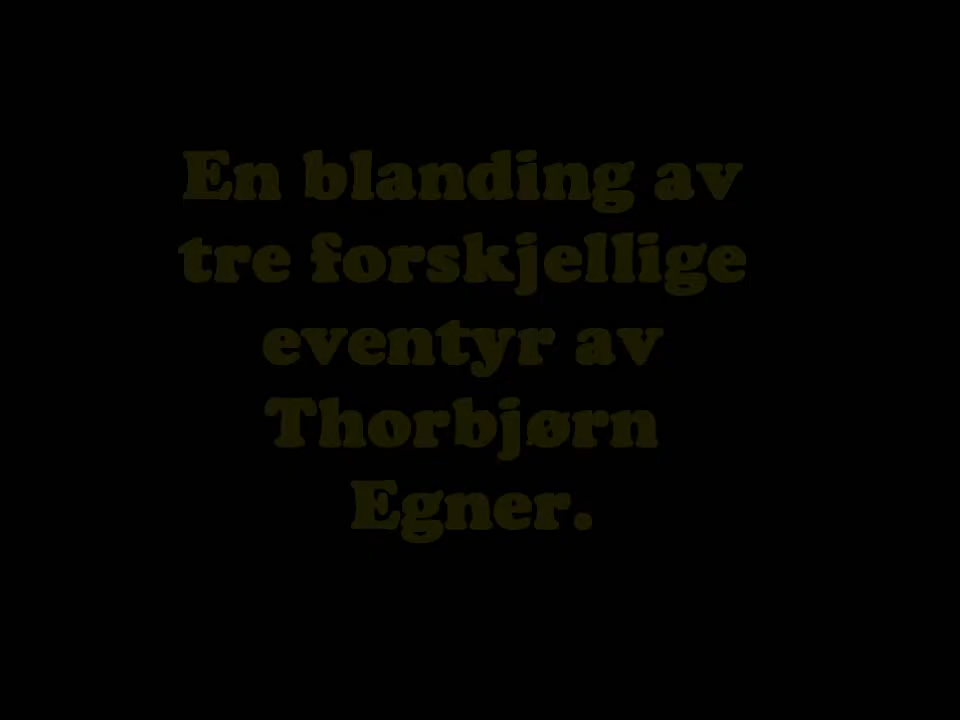 En blanding av
tre forskjellige
eventyr av
Thorbjørn
Egner.